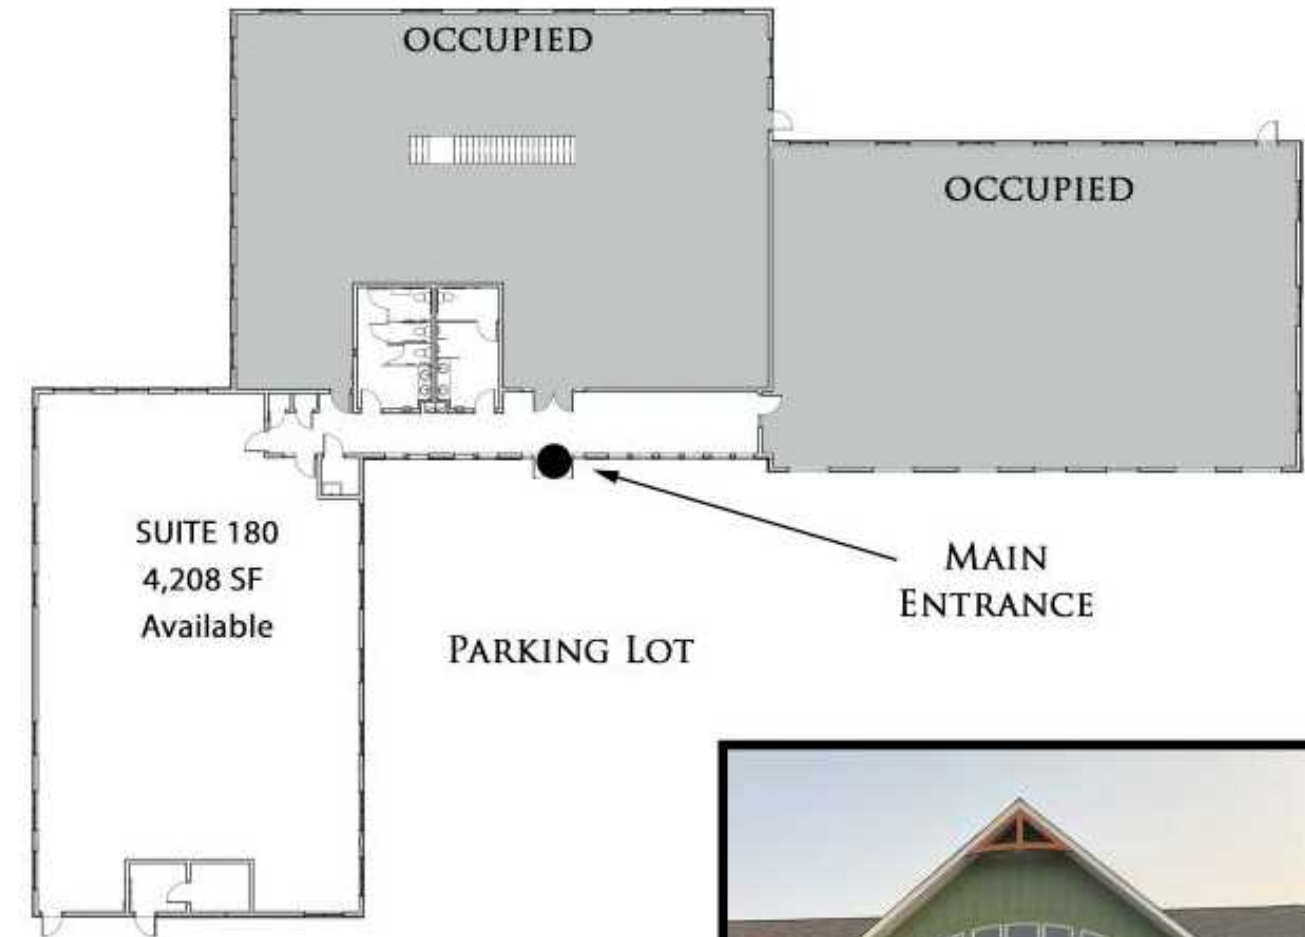 OCCUPIED
OCCUPIED
SUITE 180
4,208 SF
Available
MAIN
ENTRANCE
PARKING LOT